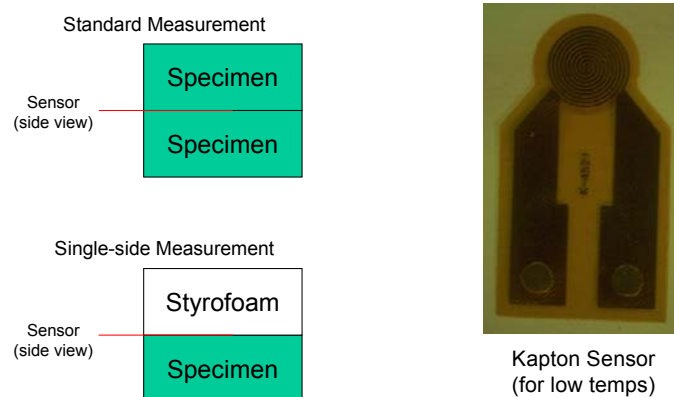 Standard Measurement
Specimen
Sensor
(side view)
Specimen
Single-side Measurement
Styrofoam
Sensor
(side view)
Specimen
K-4521
Kapton Sensor
(for low temps)